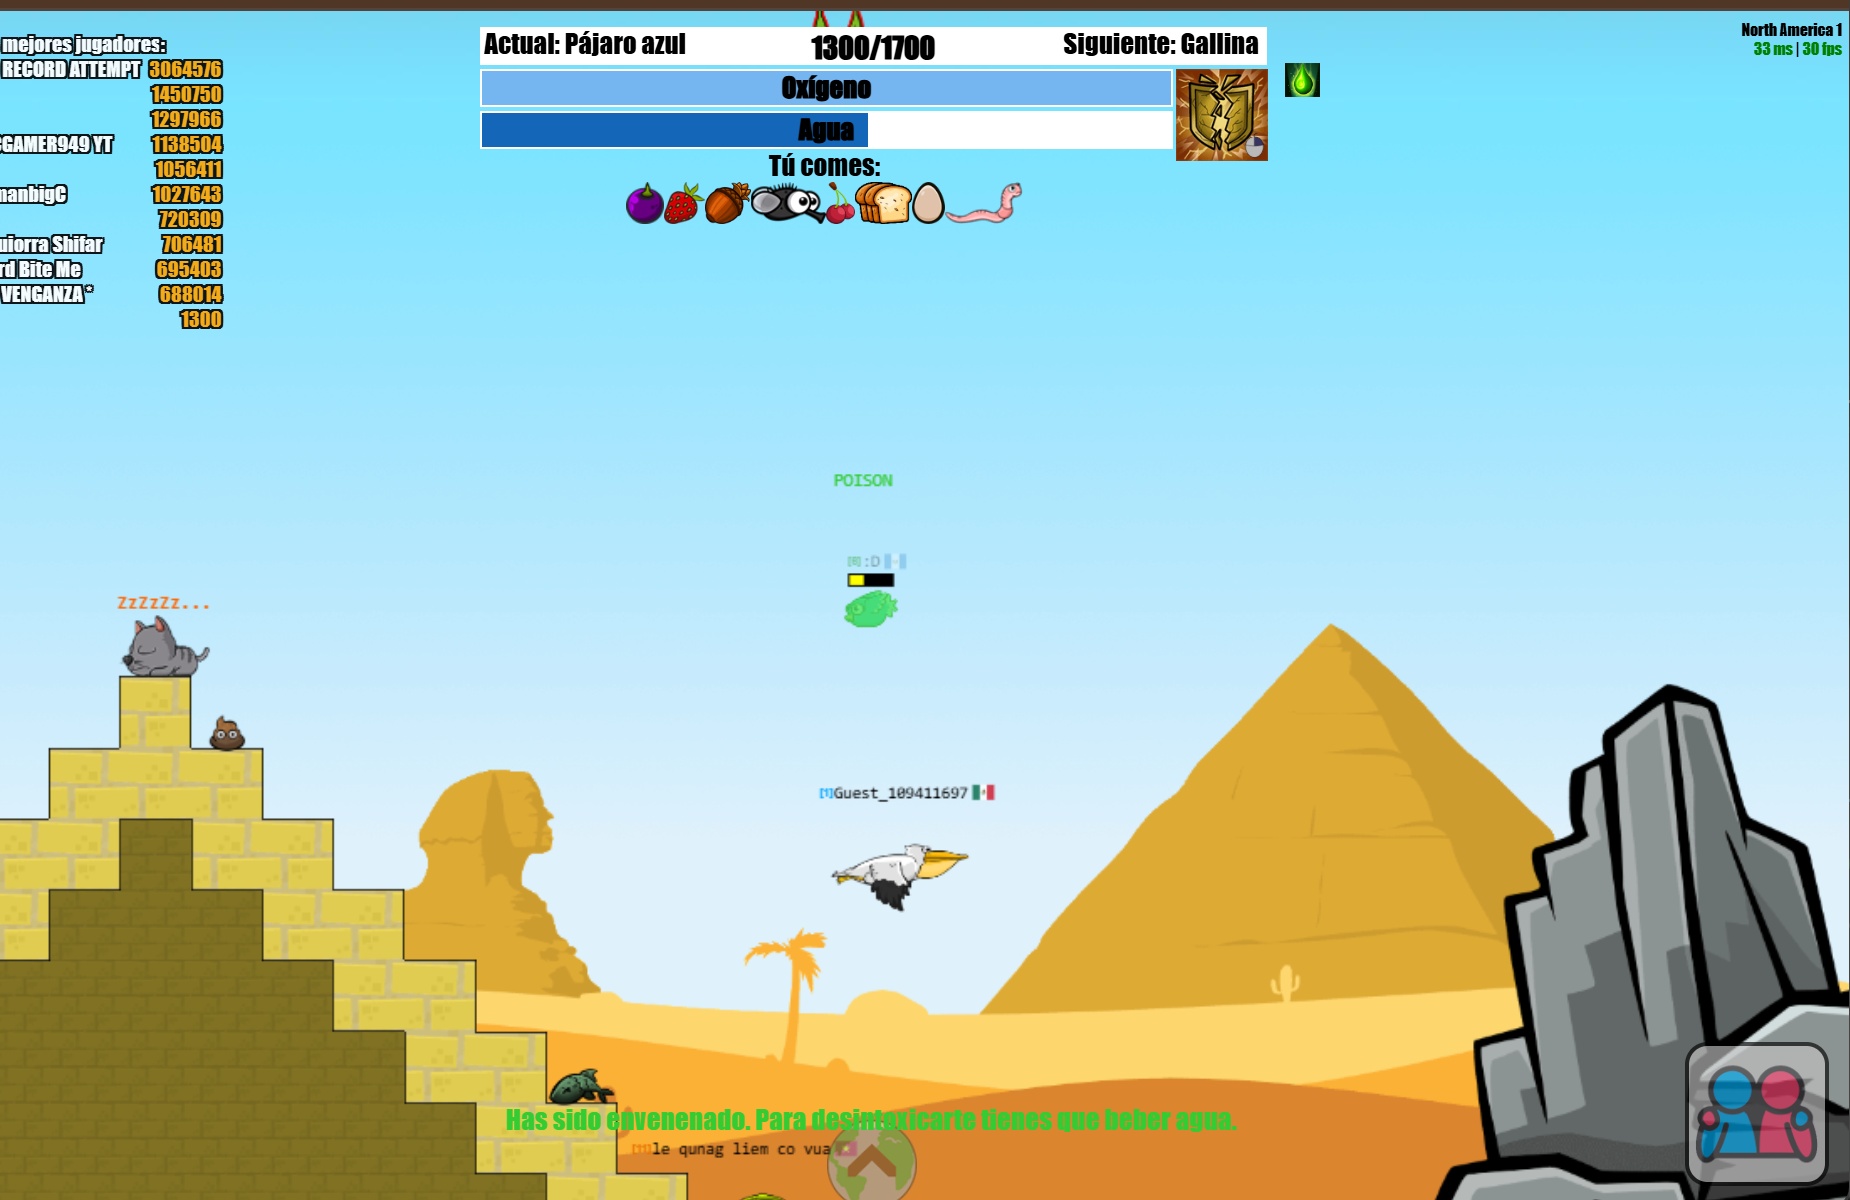 mejores jugadores:
RECORD ATTEMPT 3064576
1450750
1297966
GAMER949 YT 1138504
1056411
manbigC 1027643
720309
uiorra Shifar 706481
rd Bite Me 695403
VENGANZA * 688014
1300
Actual: Pájaro azul 1300/1700 Siguiente: Gallina
Oxígeno
Agua
Tú comes:
North America 1
33 ms | 30 fps
POISON
:D
ZzZzZz...
[1]Guest_109411697
Has sido envenenado. Para desintoxicarte tienes que beber agua.
le qunag liem co vua